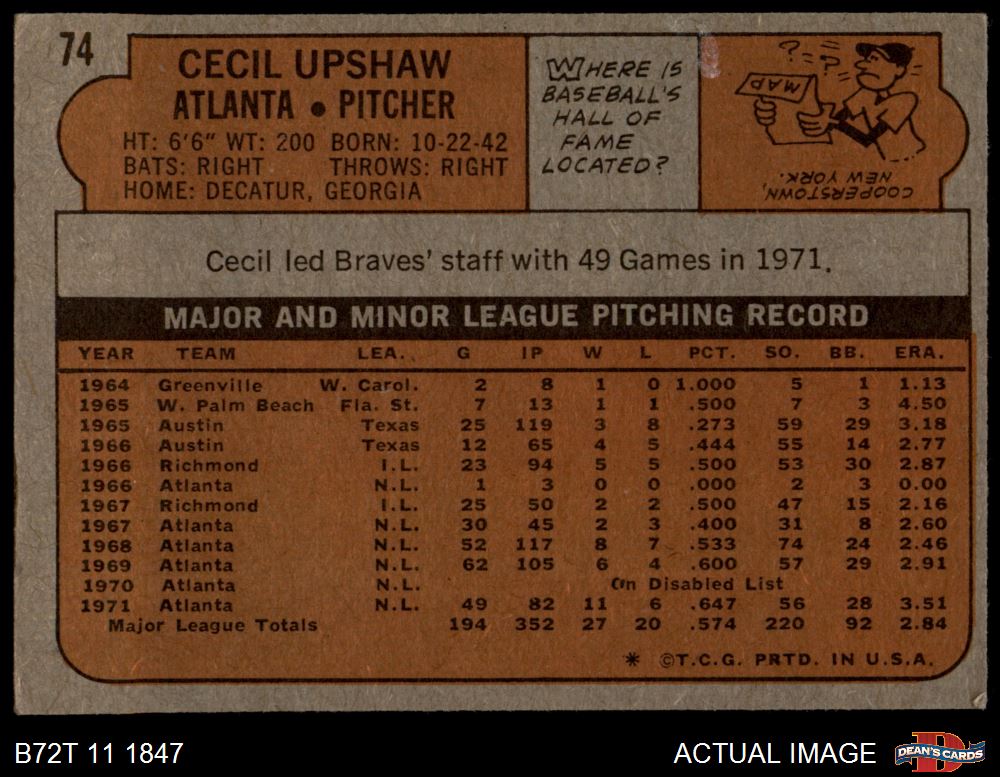 74
CECIL UPSHAW
ATLANTA • PITCHER
HT: 6'6" WT: 200 BORN: 10-22-42
BATS: RIGHT THROWS: RIGHT
HOME: DECATUR, GEORGIA
WHERE IS
BASEBALL'S
HALL OF
FAME
LOCATED?
? ?
MAP
COOPERSTOWN,
NEW YORK.
Cecil led Braves' staff with 49 Games in 1971.
MAJOR AND MINOR LEAGUE PITCHING RECORD
YEAR TEAM LEA. G IP W L PCT. SO. BB. ERA.
1964 Greenville W. Carol. 2 8 1 0 1.000 5 1 1.13
1965 W. Palm Beach Fla. St. 7 13 1 1 .500 7 3 4.50
1965 Austin Texas 25 119 3 8 .273 59 29 3.18
1966 Austin Texas 12 65 4 5 .444 55 14 2.77
1966 Richmond I.L. 23 94 5 5 .500 53 30 2.87
1966 Atlanta N.L. 1 3 0 0 .000 2 3 0.00
1967 Richmond I.L. 25 50 2 2 .500 47 15 2.16
1967 Atlanta N.L. 30 45 2 3 .400 31 8 2.60
1968 Atlanta N.L. 52 117 8 7 .533 74 24 2.46
1969 Atlanta N.L. 62 105 6 4 .600 57 29 2.91
1970 Atlanta N.L. On Disabled List
1971 Atlanta N.L. 49 82 11 6 .647 56 28 3.51
Major League Totals 194 352 27 20 .574 220 92 2.84
* ©T.C.G. PRTD. IN U.S.A.
B72T 11 1847
ACTUAL IMAGE
D
DEAN'S CARDS